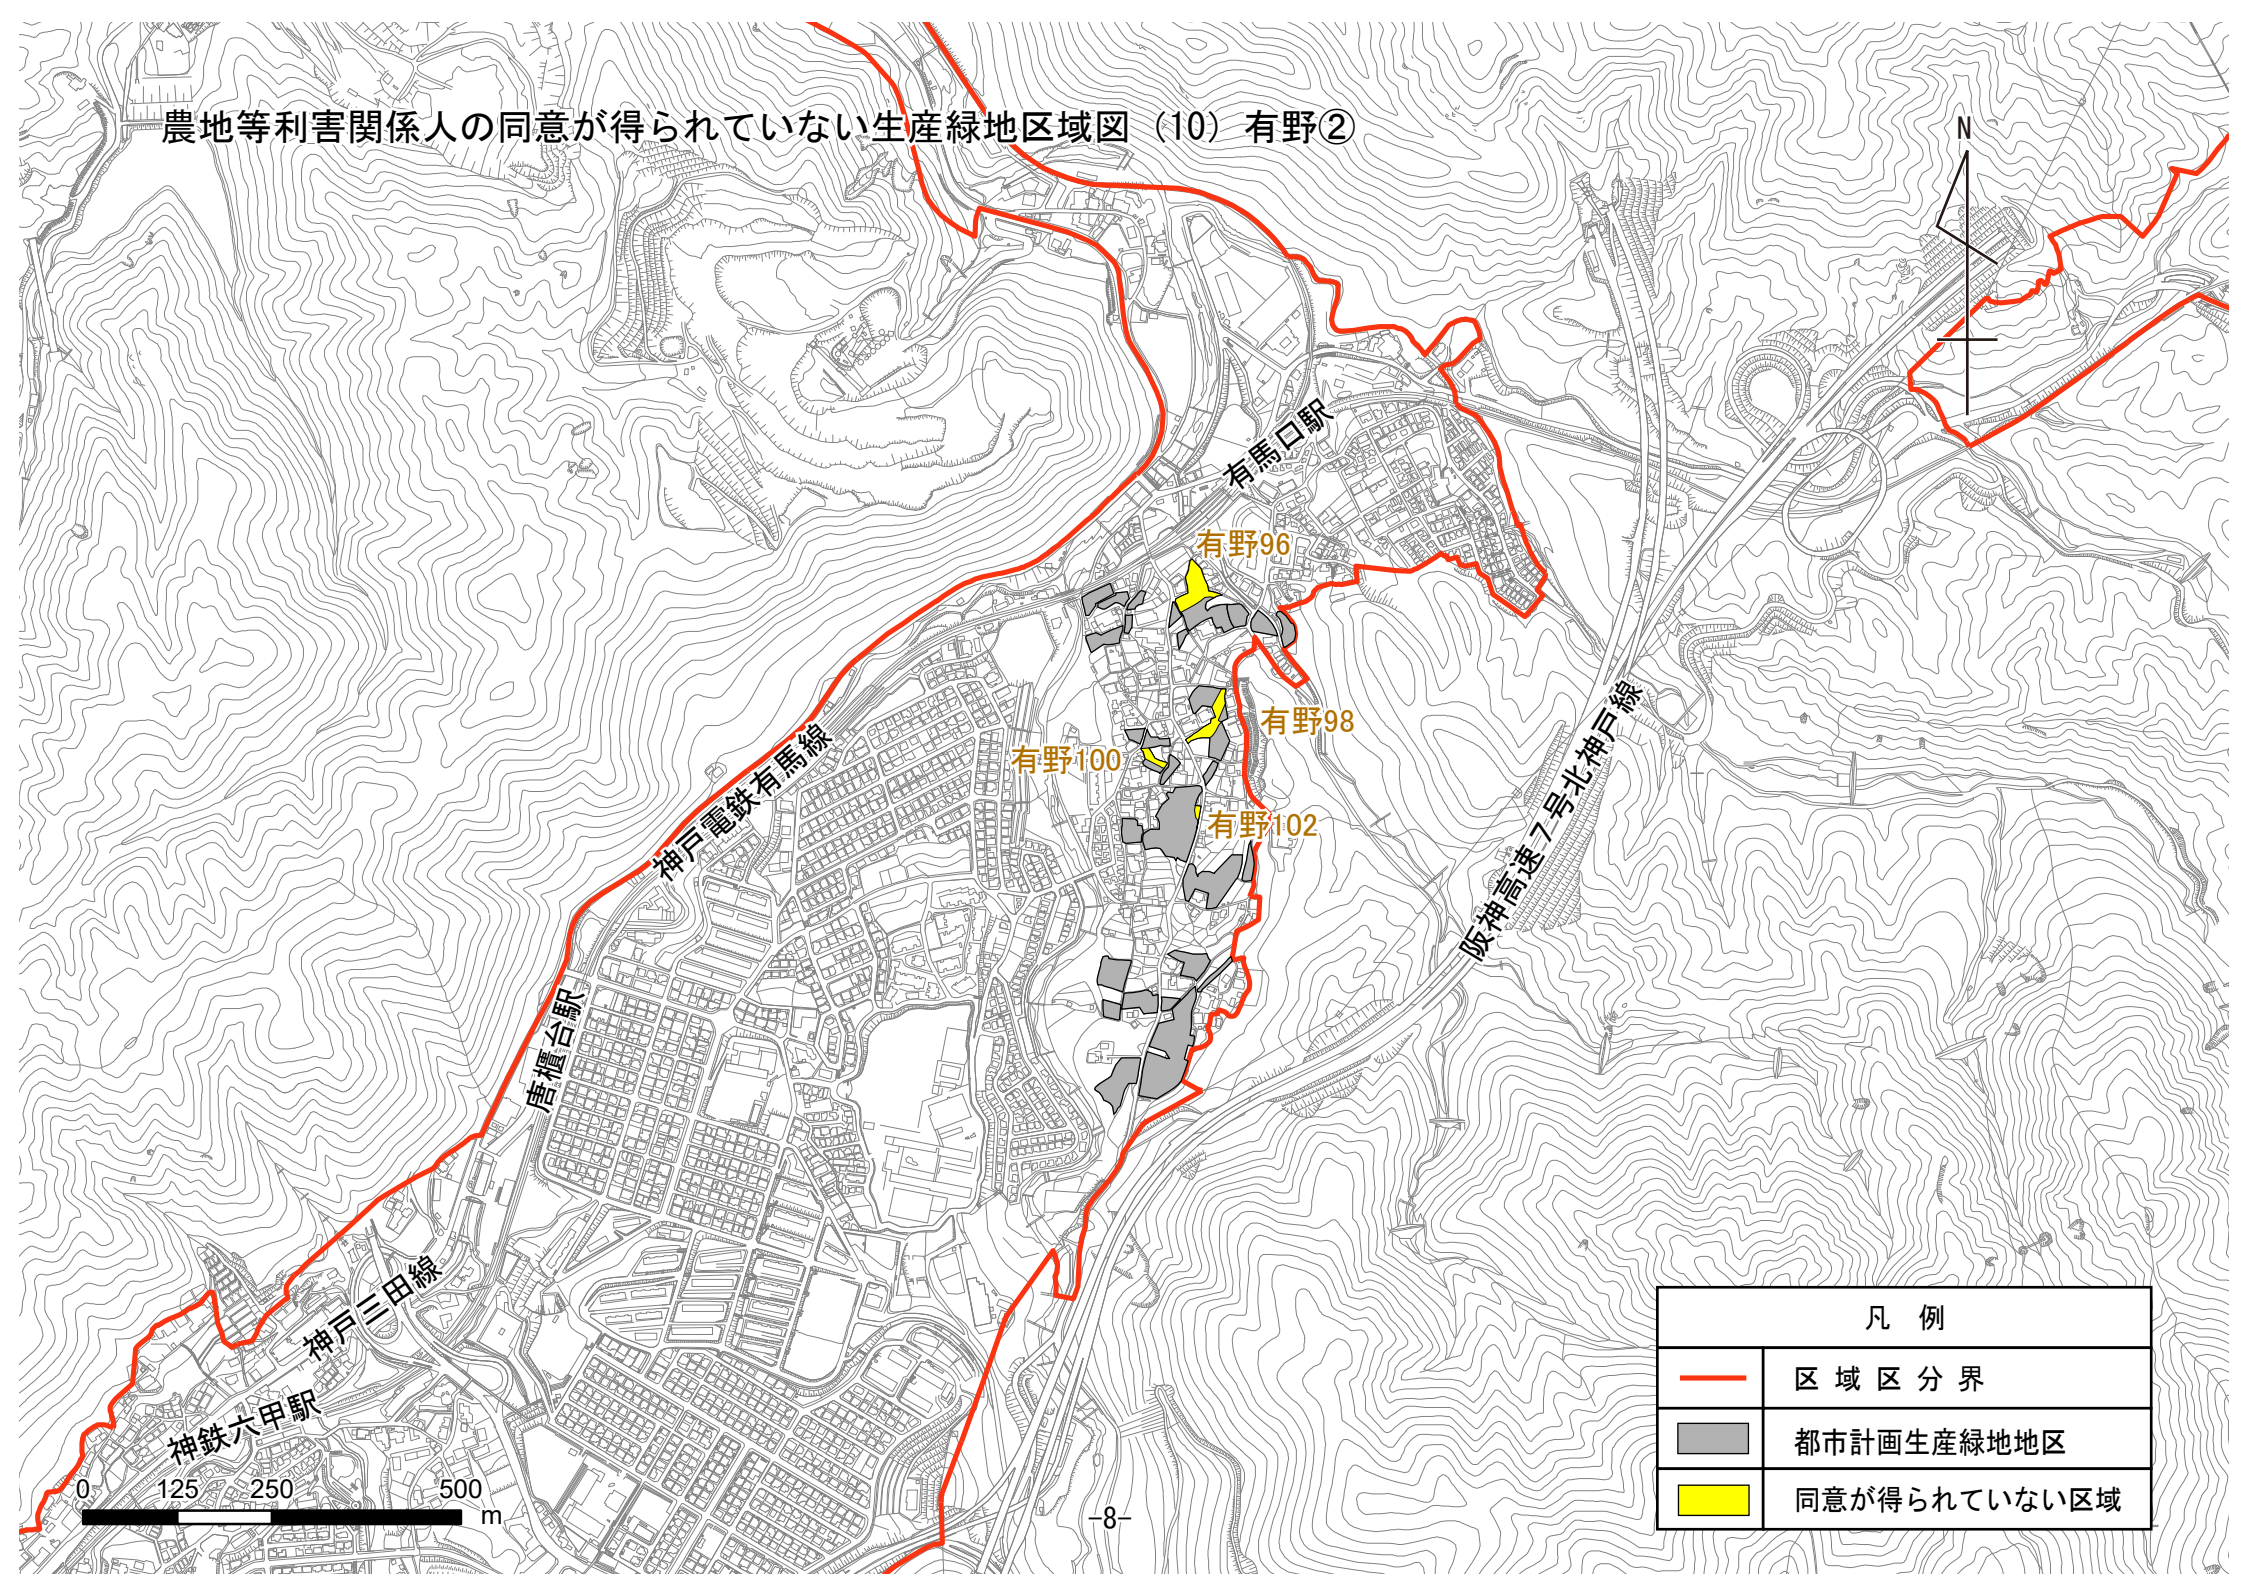 農地等利害関係人の同意が得られていない生産緑地区域図 (10) 有野②
N
有馬口駅
有野96
有野98
有野100
有野102
神戸電鉄有馬線
阪神高速7号北神戸線
唐櫃台駅
神戸三田線
神鉄六甲駅
0 125 250 500 m
-8-
凡 例
区 域 区 分 界
都市計画生産緑地地区
同意が得られていない区域